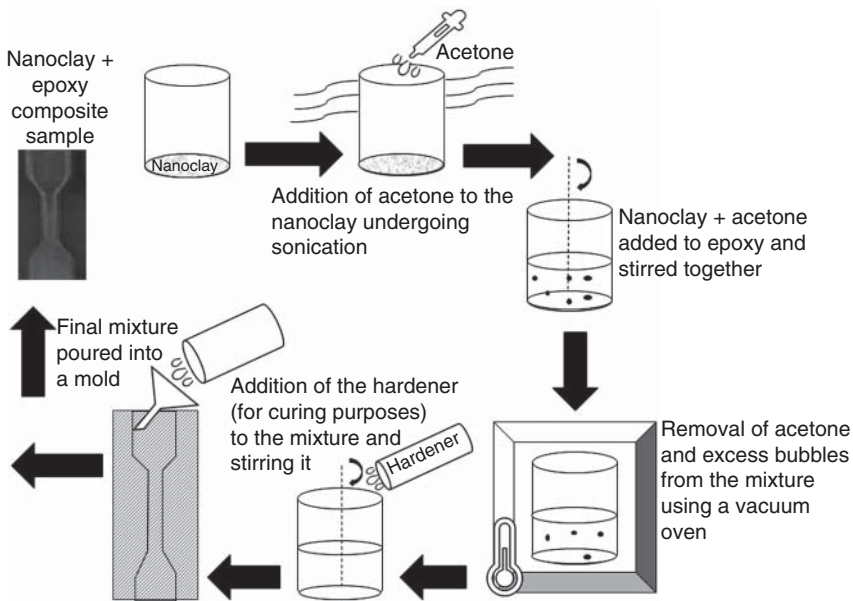 Nanoclay +
epoxy
composite
sample
Nanoclay
Acetone
Addition of acetone to the
nanoclay undergoing
sonication
Nanoclay + acetone
added to epoxy and
stirred together
Removal of acetone
and excess bubbles
from the mixture
using a vacuum
oven
Addition of the hardener
(for curing purposes)
to the mixture and
stirring it
Hardener
Final mixture
poured into
a mold